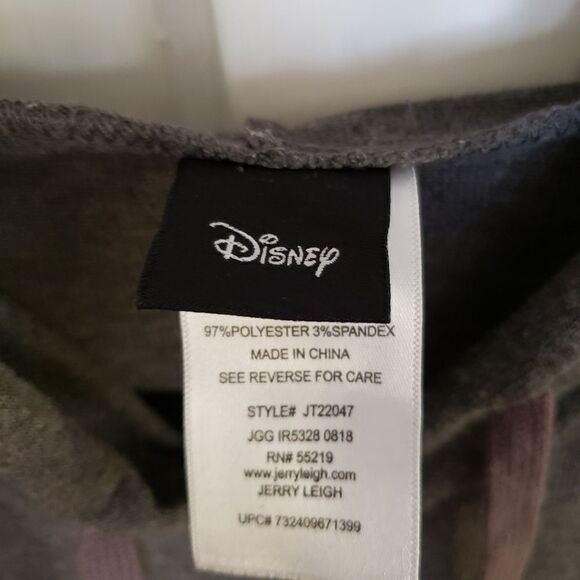 Disney
97%POLYESTER 3%SPANDEX
MADE IN CHINA
SEE REVERSE FOR CARE
STYLE# JT22047
JGG IR5328 0818
RN# 55219
www.jerryleigh.com
JERRY LEIGH
UPC# 732409671399